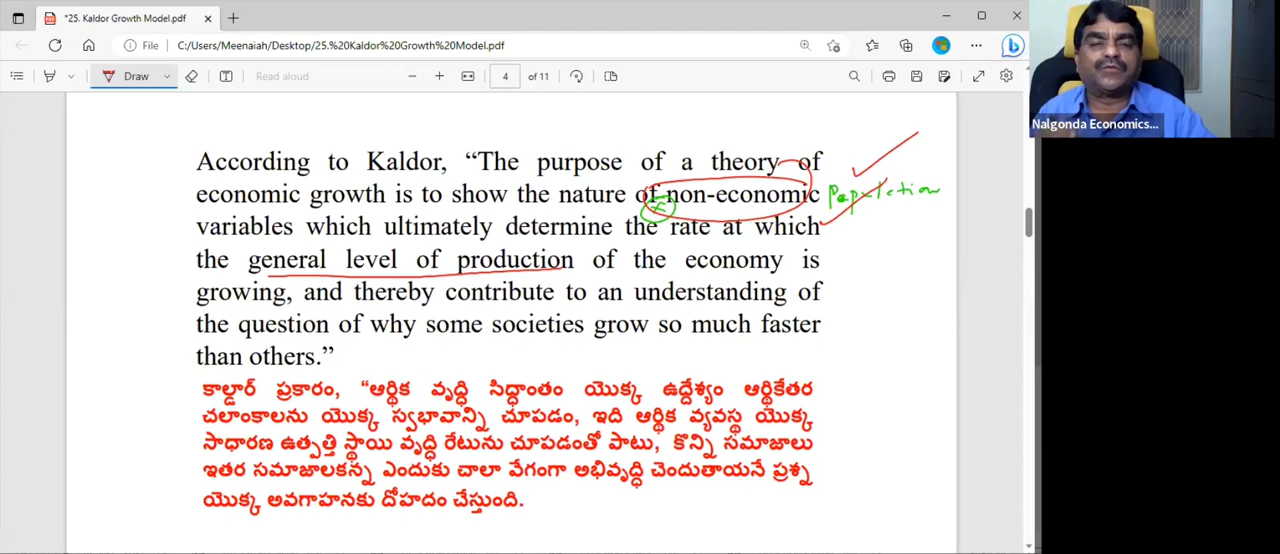 *25. Kaldor Growth Model.pdf
File
C:/Users/Meenaiah/Desktop/25.%20Kaldor%20Growth%20Model.pdf
Draw
Read aloud
4 of 11
Nalgonda Economics...
According to Kaldor, “The purpose of a theory of
economic growth is to show the nature of non-economic
Population
variables which ultimately determine the rate at which
the general level of production of the economy is
growing, and thereby contribute to an understanding of
the question of why some societies grow so much faster
than others.”
కాల్డార్ ప్రకారం, “ఆర్థిక వృద్ధి సిద్ధాంతం యొక్క ఉద్దేశ్యం ఆర్థికేతర
చలాంకాలను యొక్క స్వభావాన్ని చూపడం, ఇది ఆర్థిక వ్యవస్థ యొక్క
సాధారణ ఉత్పత్తి స్థాయి వృద్ధి రేటును చూపడంతో పాటు, కొన్ని సమాజాలు
ఇతర సమాజాలకన్న ఎందుకు చాలా వేగంగా అభివృద్ధి చెందుతాయనే ప్రశ్న
యొక్క అవగాహనకు దోహదం చేస్తుంది.